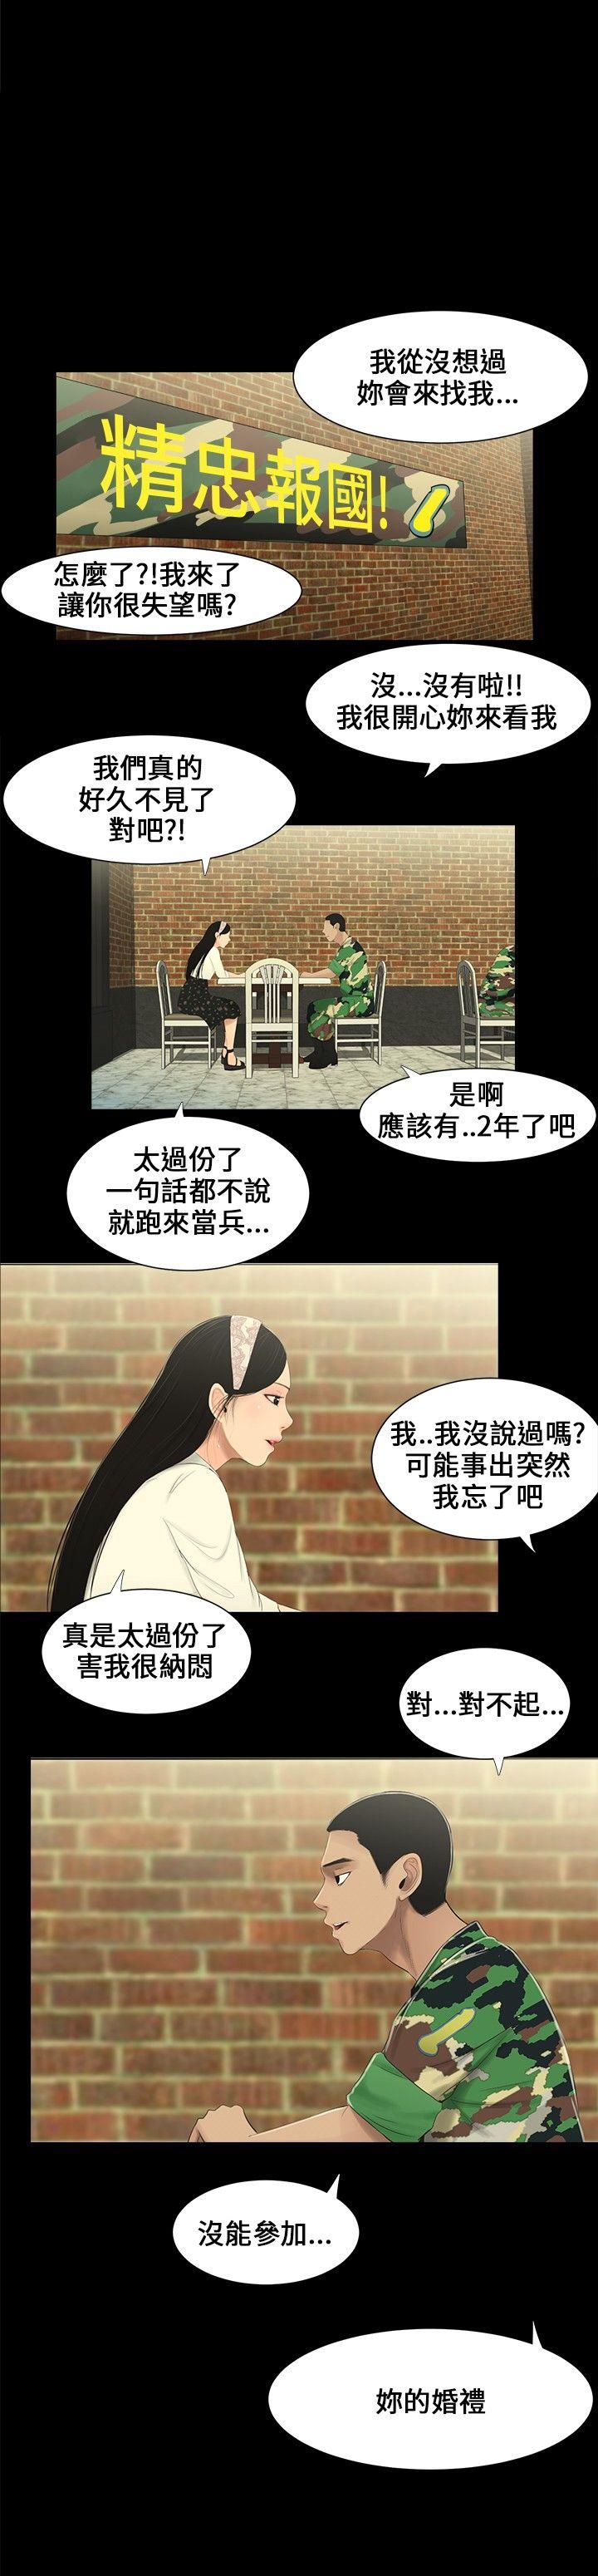 我從沒想過
妳會來找我...
精忠報國!
怎麼了?!我來了
讓你很失望嗎?
沒...沒有啦!!
我很開心妳來看我
我們真的
好久不見了
對吧?!
是啊
應該有..2年了吧
太過份了
一句話都不說
就跑來當兵...
我..我沒說過嗎?
可能事出突然
我忘了吧
真是太過份了
害我很納悶
對...對不起...
沒能參加...
妳的婚禮